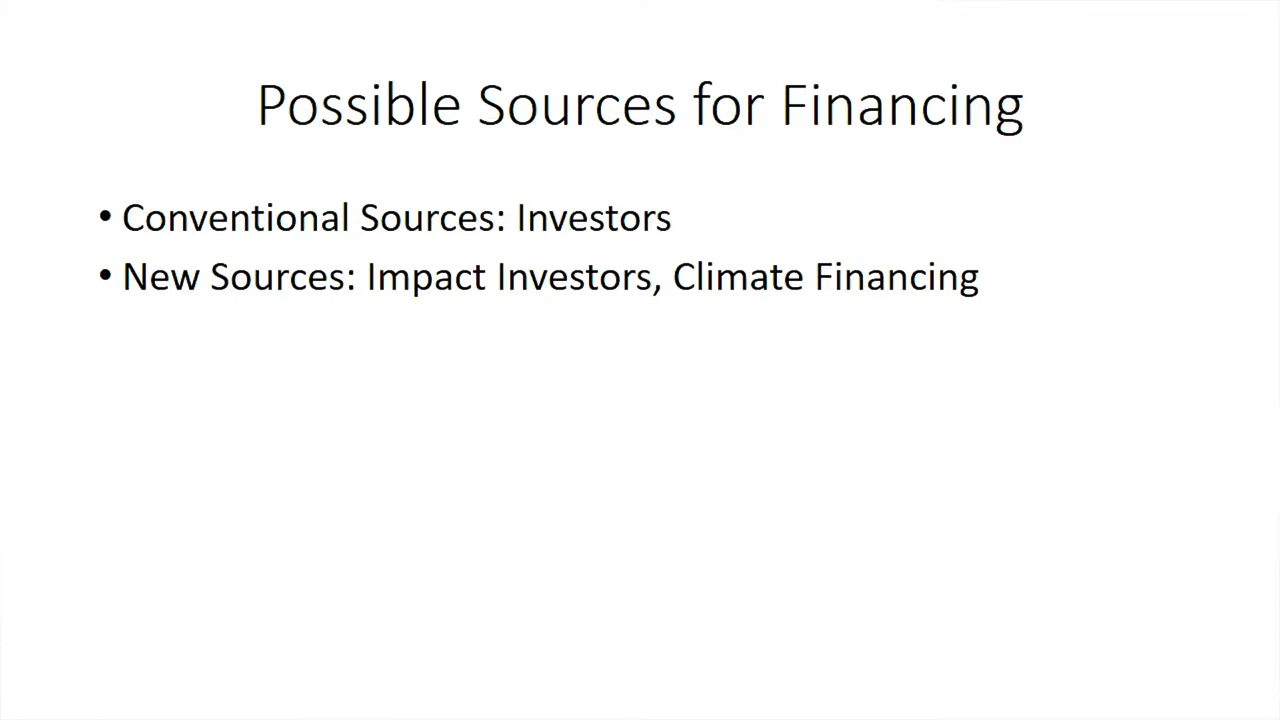 Possible Sources for Financing
• Conventional Sources: Investors
• New Sources: Impact Investors, Climate Financing